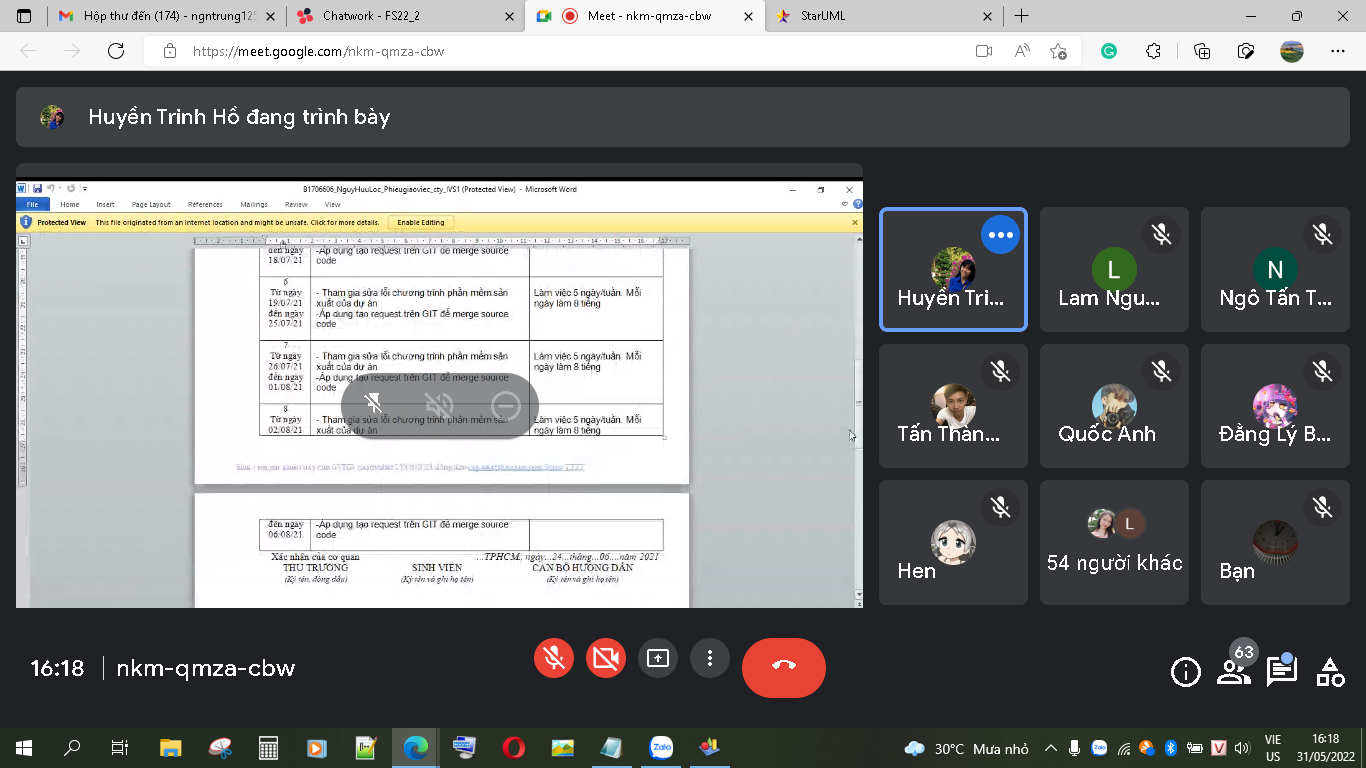 Hộp thư đến (174) - ngntrung125
Chatwork - FS22_2
Meet - nkm-qmza-cbw
StarUML
https://meet.google.com/nkm-qmza-cbw
Huyền Trinh Hồ đang trình bày
B1706606_NguyHuuLoc_Phieugiaoviec_cty_IVS1 (Protected View) - Microsoft Word
File Home Insert Page Layout References Mailings Review View
Protected View This file originated from an Internet location and might be unsafe. Click for more details. Enable Editing
đến ngày
18/07/21
-Áp dụng tạo request trên GIT để merge source
code
6
Từ ngày
19/07/21
đến ngày
25/07/21
- Tham gia sửa lỗi chương trình phần mềm sản
xuất của dự án
-Áp dụng tạo request trên GIT để merge source
code
Làm việc 5 ngày/tuần. Mỗi
ngày làm 8 tiếng
7
Từ ngày
26/07/21
đến ngày
01/08/21
- Tham gia sửa lỗi chương trình phần mềm sản
xuất của dự án
-Áp dụng tạo request trên GIT để merge source
code
Làm việc 5 ngày/tuần. Mỗi
ngày làm 8 tiếng
8
Từ ngày
02/08/21
- Tham gia sửa lỗi chương trình phần mềm sản
xuất của dự án
Làm việc 5 ngày/tuần. Mỗi
ngày làm 8 tiếng
đến ngày
06/08/21
-Áp dụng tạo request trên GIT để merge source
code
Xác nhận của cơ quan
....TPHCM, ngày...24...tháng...06....năm 2021
THỦ TRƯỞNG SINH VIÊN CÁN BỘ HƯỚNG DẪN
(Ký tên, đóng dấu) (Ký tên và ghi họ tên) (Ký tên và ghi họ tên)
Huyền Tri...
L
Lam Ngu...
N
Ngô Tấn T...
Tấn Thàn...
Quốc Anh
Đằng Lý B...
Hen
L
54 người khác
Bạn
16:18 nkm-qmza-cbw
63
Zalo
30°C Mưa nhỏ
Zalo
VIE
US
16:18
31/05/2022